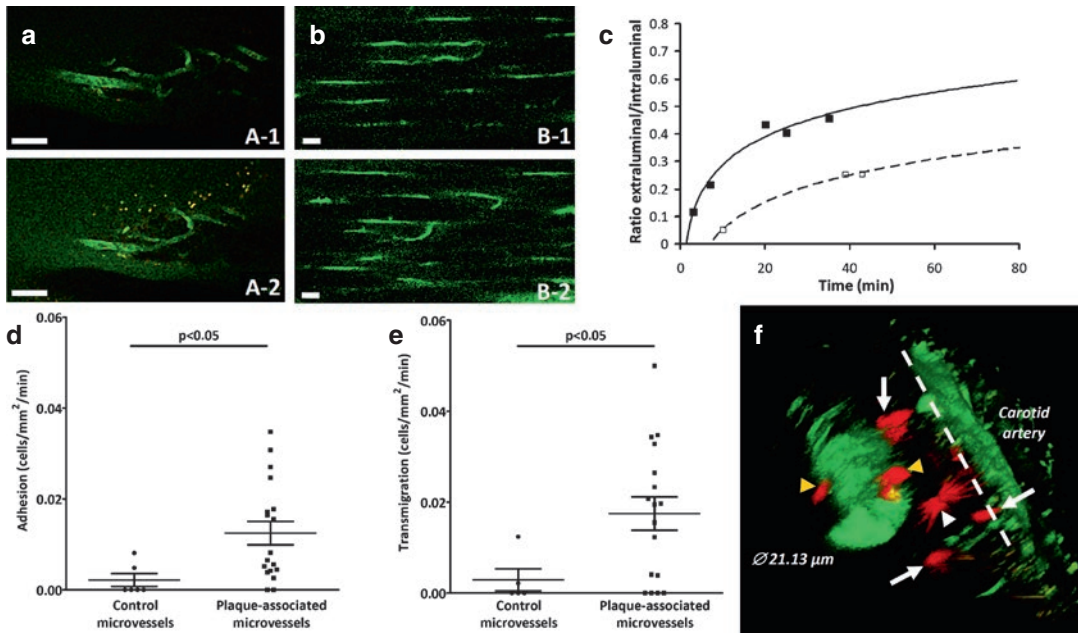 a
A-1
A-2
b
B-1
B-2
c
Ratio extraluminal/intraluminal
0.8
0.7
0.6
0.5
0.4
0.3
0.2
0.1
0
0 20 40 60 80
Time (min)
d
p<0.05
Adhesion (cells/mm²/min)
0.06
0.04
0.02
0.00
Control microvessels
Plaque-associated microvessels
e
p<0.05
Transmigration (cells/mm²/min)
0.06
0.04
0.02
0.00
Control microvessels
Plaque-associated microvessels
f
Carotid
artery
∅ 21.13 µm